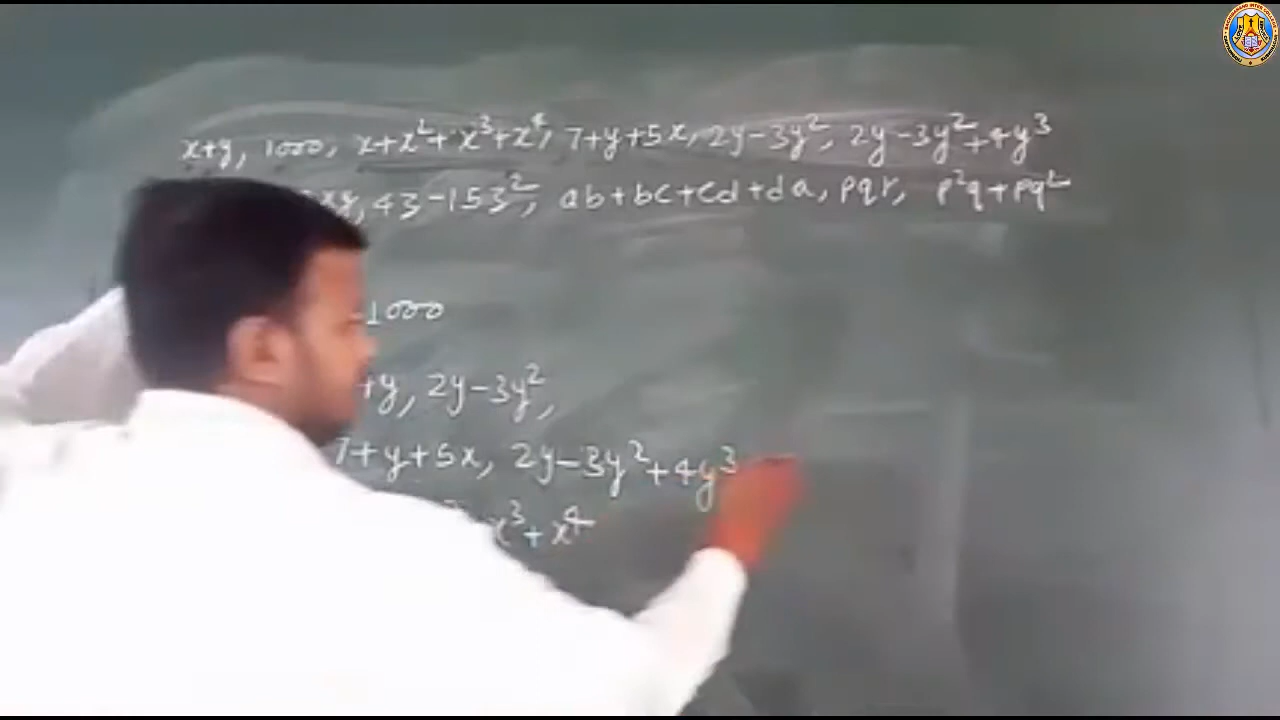 x+y, 1000, x+x²+x³+x⁴, 7+y+5x, 2y-3y², 2y-3y²+4y³
xy, 4z-15z², ab+bc+cd+da, pqr, p²q+pq²
-1000
+y, 2y-3y²,
7+y+5x, 2y-3y²+4y³
x³+x⁴